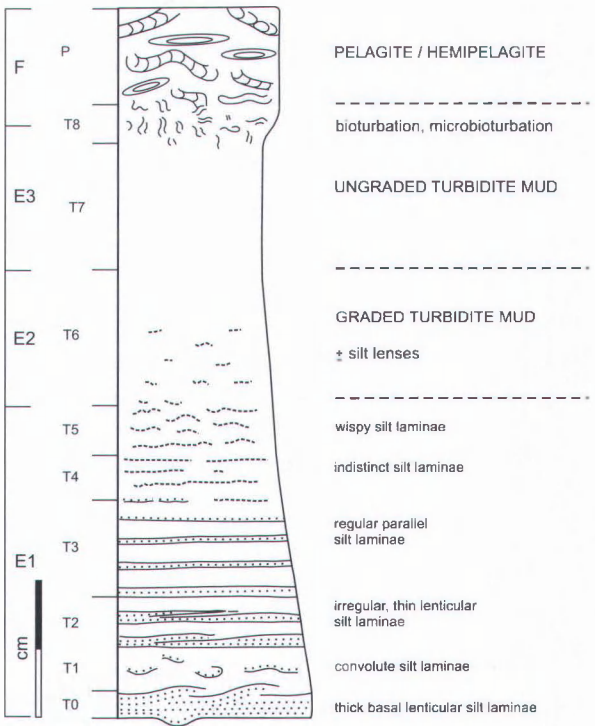 F
P
PELAGITE / HEMIPELAGITE
T8
bioturbation, microbioturbation
E3
T7
UNGRADED TURBIDITE MUD
E2
T6
GRADED TURBIDITE MUD
± silt lenses
T5
wispy silt laminae
T4
indistinct silt laminae
E1
T3
regular parallel
silt laminae
T2
irregular, thin lenticular
silt laminae
cm
T1
convolute silt laminae
T0
thick basal lenticular silt laminae